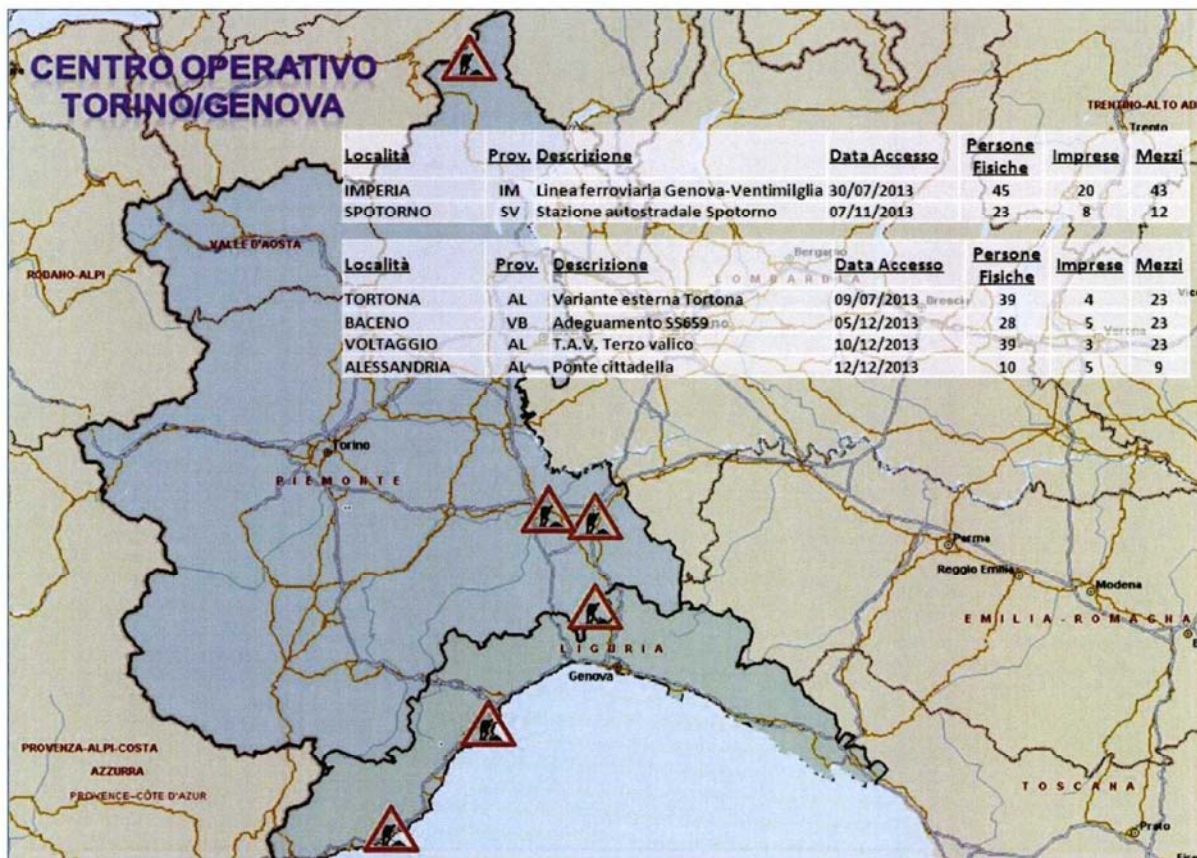 CENTRO OPERATIVO
TORINO/GENOVA
TRENTINO-ALTO AD
Trento
Località Prov. Descrizione Data Accesso Persone Fisiche Imprese Mezzi
IMPERIA IM Linea ferroviaria Genova-Ventimilglia 30/07/2013 45 20 43
SPOTORNO SV Stazione autostradale Spotorno 07/11/2013 23 8 12
VALLE D'AOSTA
Bergamo
RODANO-ALPI
LOMBARDIA
Località Prov. Descrizione Data Accesso Persone Fisiche Imprese Mezzi
TORTONA AL Variante esterna Tortona 09/07/2013 39 4 23
BACENO VB Adeguamento SS659 05/12/2013 28 5 23
VOLTAGGIO AL T.A.V. Terzo valico 10/12/2013 39 3 23
ALESSANDRIA AL Ponte cittadella 12/12/2013 10 5 9
Brescia
Verona
Torino
PIEMONTE
Parma
Reggio Emilia
Modena
EMILIA-ROMAGNA
LIGURIA
Genova
PROVENZA-ALPI-COSTA
AZZURRA
PROVENCE-CÔTE D'AZUR
TOSCANA
Prato